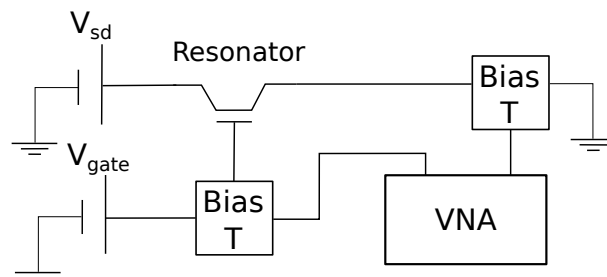 V_sd
Resonator
Bias
T
V_gate
Bias
T
VNA